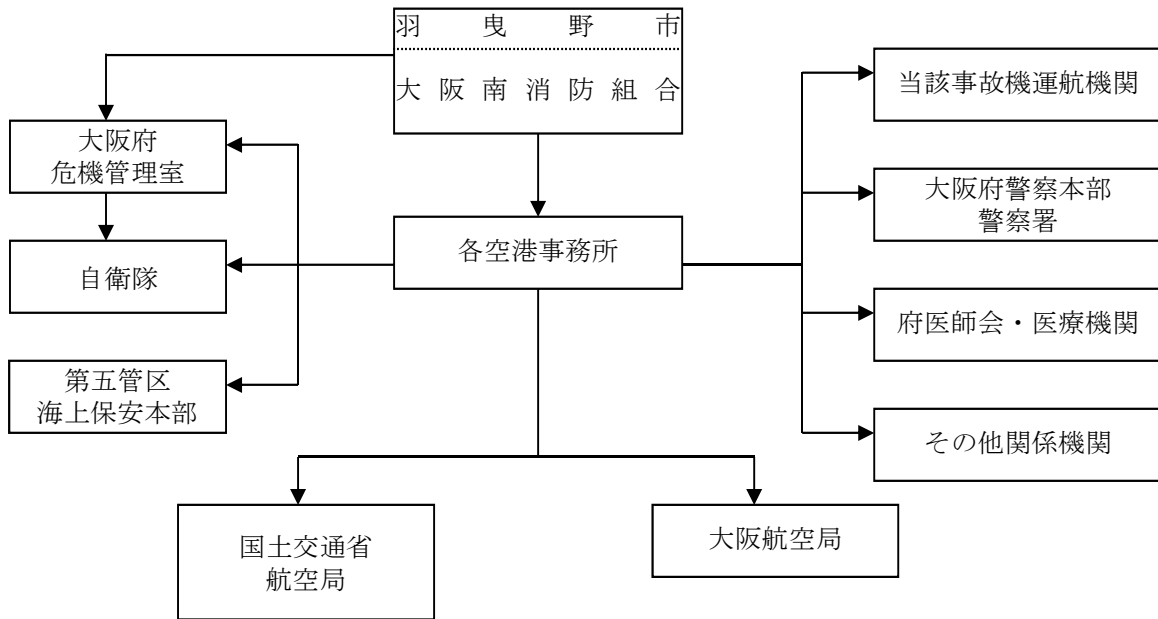 羽曳野市
大阪南消防組合
当該事故機運航機関
大阪府
危機管理室
大阪府警察本部
警察署
各空港事務所
自衛隊
府医師会・医療機関
第五管区
海上保安本部
その他関係機関
国土交通省
航空局
大阪航空局